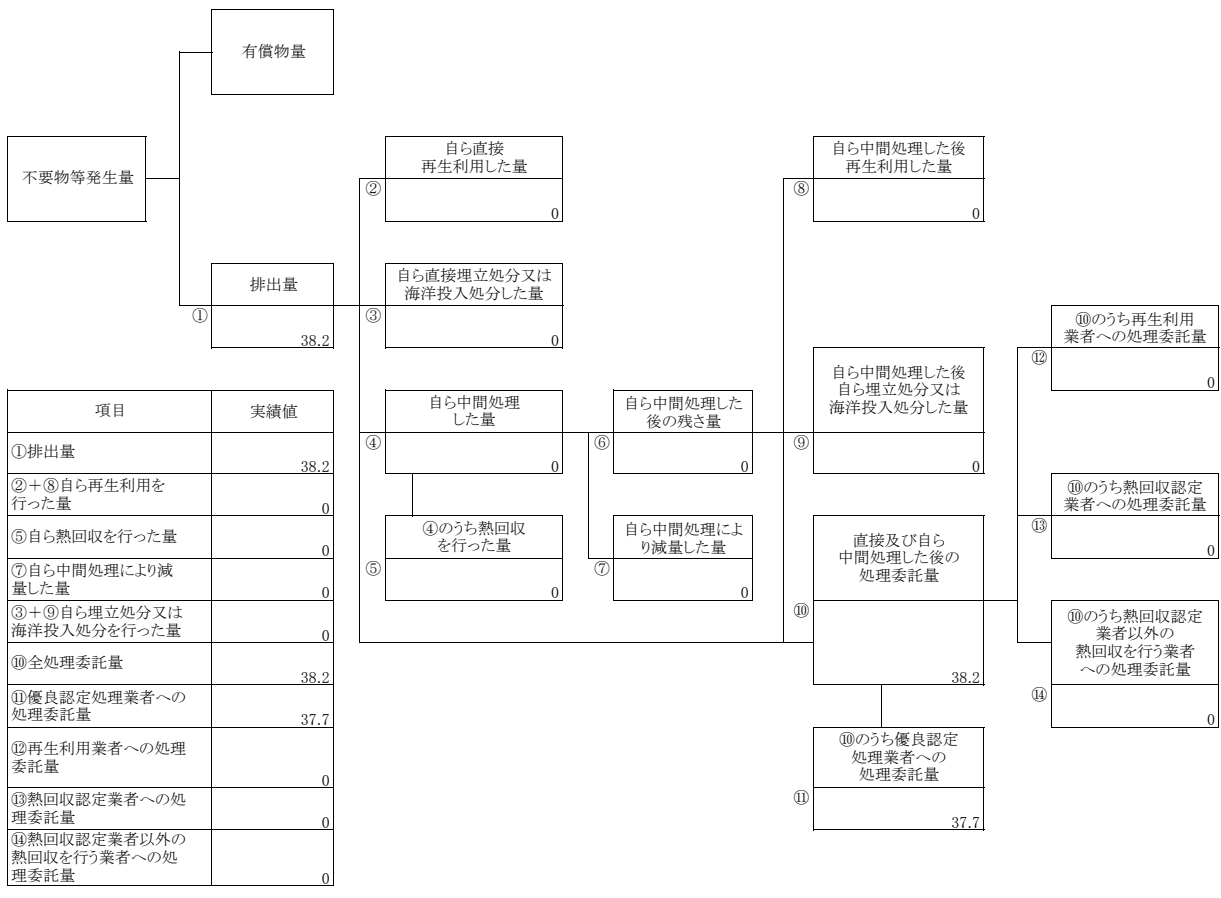 有償物量
不要物等発生量
自ら直接
再生利用した量
②
0
自ら中間処理した後
再生利用した量
⑧
0
排出量
①
38.2
自ら直接埋立処分又は
海洋投入処分した量
③
0
⑩のうち再生利用
業者への処理委託量
⑫
0
自ら中間処理
した量
④
0
自ら中間処理した
後の残さ量
⑥
0
自ら中間処理した後
自ら埋立処分又は
海洋投入処分した量
⑨
0
④のうち熱回収
を行った量
⑤
0
自ら中間処理によ
り減量した量
⑦
0
直接及び自ら
中間処理した後の
処理委託量
⑩
38.2
⑩のうち熱回収認定
業者への処理委託量
⑬
0
⑩のうち熱回収認定
業者以外の
熱回収を行う業者
への処理委託量
⑭
0
⑩のうち優良認定
処理業者への
処理委託量
⑪
37.7
項目 実績値
①排出量
38.2
②＋⑧自ら再生利用を
行った量
0
⑤自ら熱回収を行った量
0
⑦自ら中間処理により減
量した量
0
③＋⑨自ら埋立処分又は
海洋投入処分を行った量
0
⑩全処理委託量
38.2
⑪優良認定処理業者への
処理委託量
37.7
⑫再生利用業者への処理
委託量
0
⑬熱回収認定業者への処
理委託量
0
⑭熱回収認定業者以外の
熱回収を行う業者への処
理委託量
0